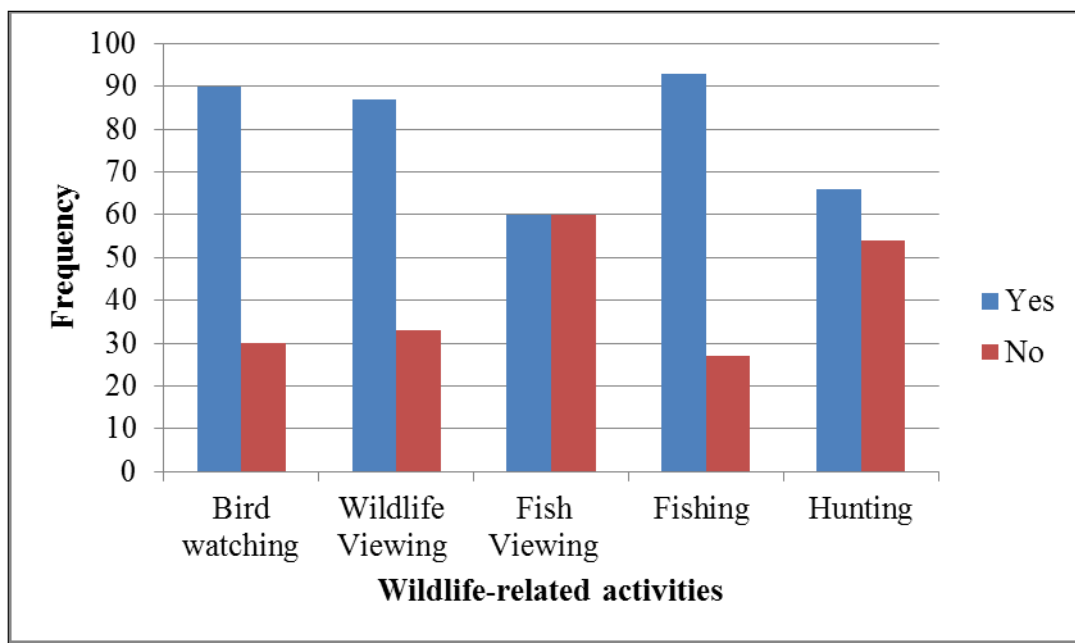 100
90
80
70
60
50
40
30
20
10
0
Frequency
Bird
watching
Wildlife
Viewing
Fish
Viewing
Fishing
Hunting
Wildlife-related activities
Yes
No